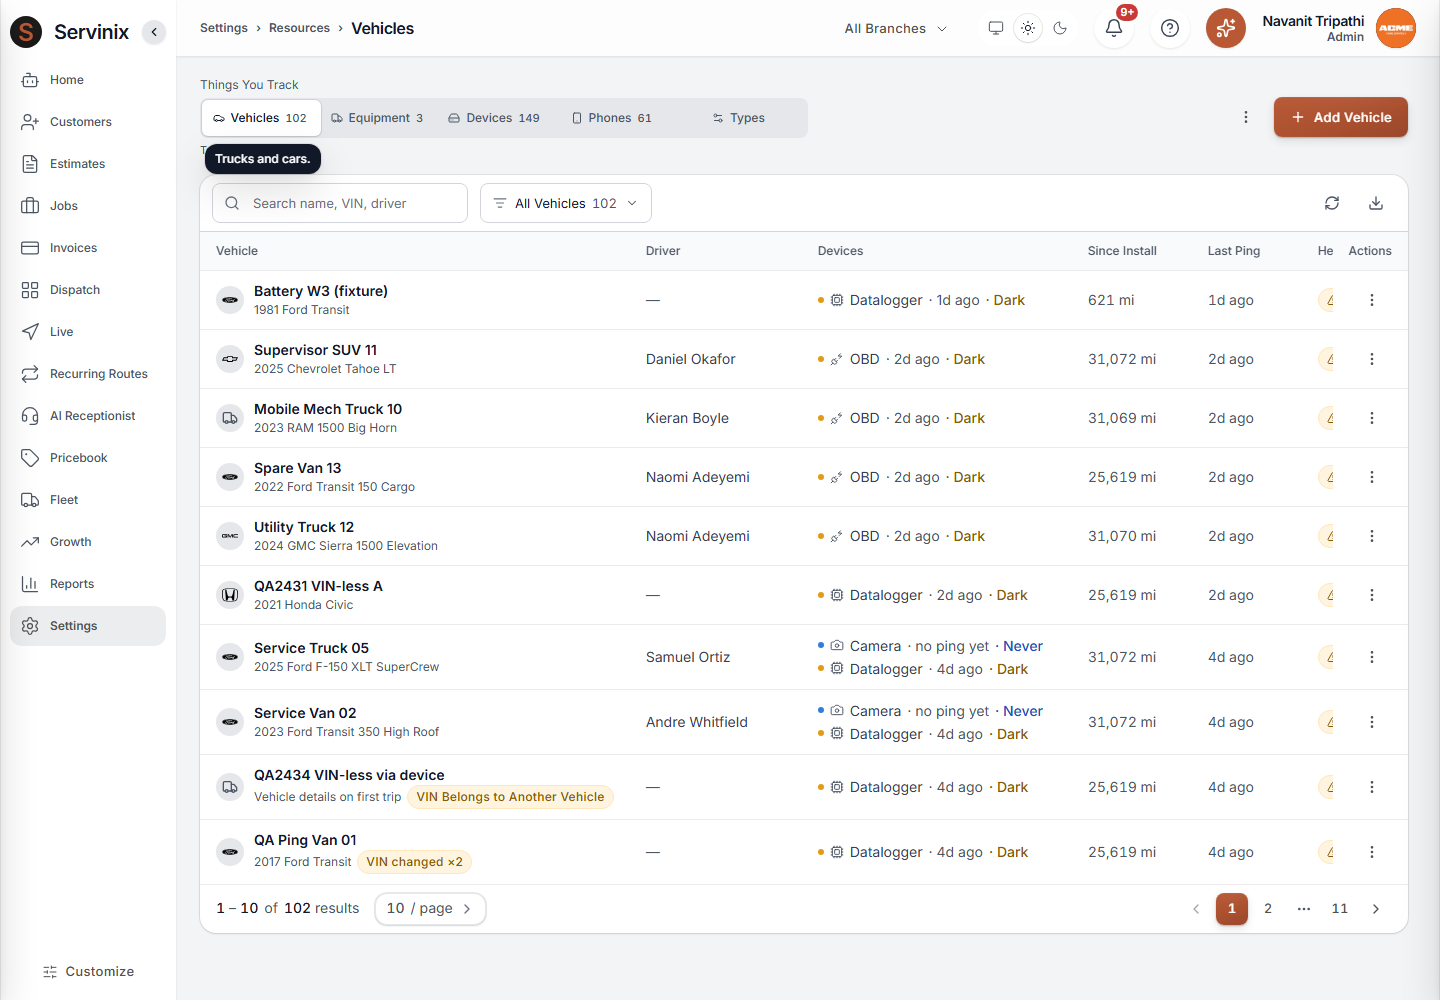 Servinix
Home
Customers
Estimates
Jobs
Invoices
Dispatch
Live
Recurring Routes
AI Receptionist
Pricebook
Fleet
Growth
Reports
Settings
Customize
Settings › Resources › Vehicles
All Branches
9+
Navanit Tripathi
Admin
ACME
Things You Track
Vehicles 102
Equipment 3
Devices 149
Phones 61
Types
Add Vehicle
Trucks and cars.
Search name, VIN, driver
All Vehicles 102
Vehicle Driver Devices Since Install Last Ping He Actions
Battery W3 (fixture)
1981 Ford Transit
— Datalogger · 1d ago · Dark 621 mi 1d ago
Supervisor SUV 11
2025 Chevrolet Tahoe LT
Daniel Okafor OBD · 2d ago · Dark 31,072 mi 2d ago
Mobile Mech Truck 10
2023 RAM 1500 Big Horn
Kieran Boyle OBD · 2d ago · Dark 31,069 mi 2d ago
Spare Van 13
2022 Ford Transit 150 Cargo
Naomi Adeyemi OBD · 2d ago · Dark 25,619 mi 2d ago
Utility Truck 12
2024 GMC Sierra 1500 Elevation
Naomi Adeyemi OBD · 2d ago · Dark 31,070 mi 2d ago
QA2431 VIN-less A
2021 Honda Civic
— Datalogger · 2d ago · Dark 25,619 mi 2d ago
Service Truck 05
2025 Ford F-150 XLT SuperCrew
Samuel Ortiz
Camera · no ping yet · Never
Datalogger · 4d ago · Dark
31,072 mi 4d ago
Service Van 02
2023 Ford Transit 350 High Roof
Andre Whitfield
Camera · no ping yet · Never
Datalogger · 4d ago · Dark
31,072 mi 4d ago
QA2434 VIN-less via device
Vehicle details on first trip VIN Belongs to Another Vehicle
— Datalogger · 4d ago · Dark 25,619 mi 4d ago
QA Ping Van 01
2017 Ford Transit VIN changed ×2
— Datalogger · 4d ago · Dark 25,619 mi 4d ago
1 – 10 of 102 results
10 / page
1 2 ••• 11